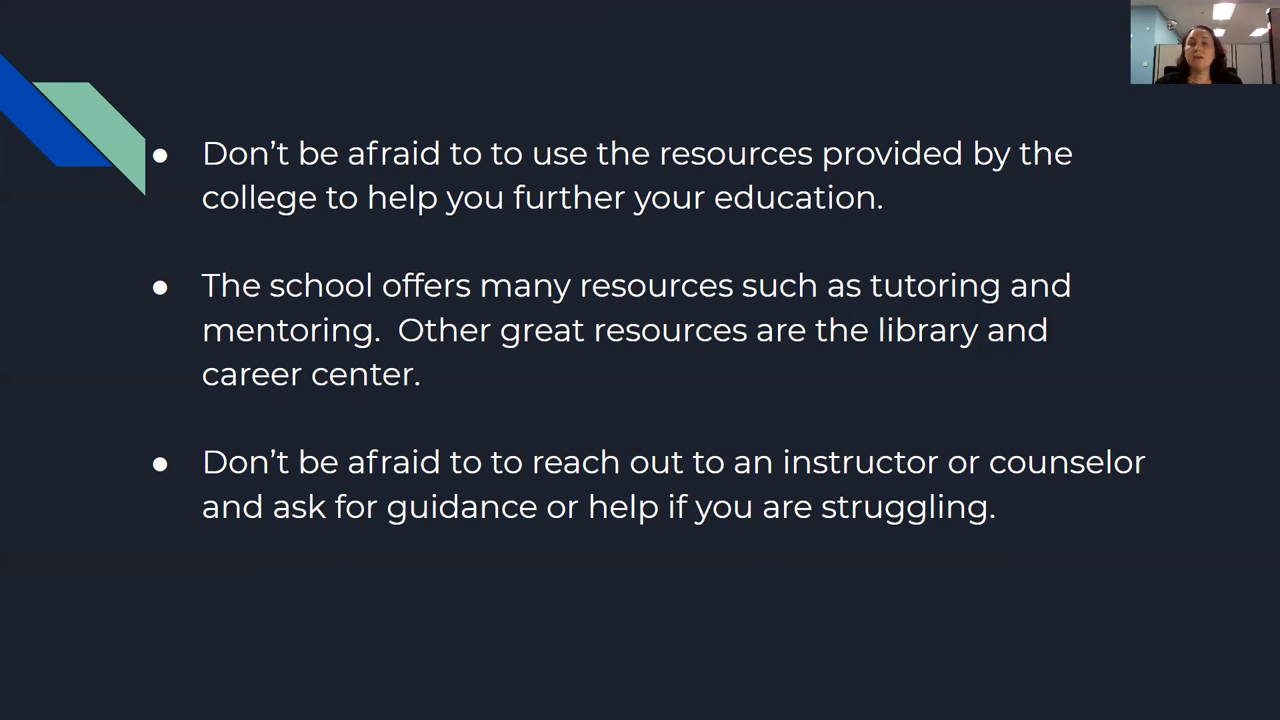 ● Don’t be afraid to to use the resources provided by the
college to help you further your education.
● The school offers many resources such as tutoring and
mentoring.  Other great resources are the library and
career center.
● Don’t be afraid to to reach out to an instructor or counselor
and ask for guidance or help if you are struggling.